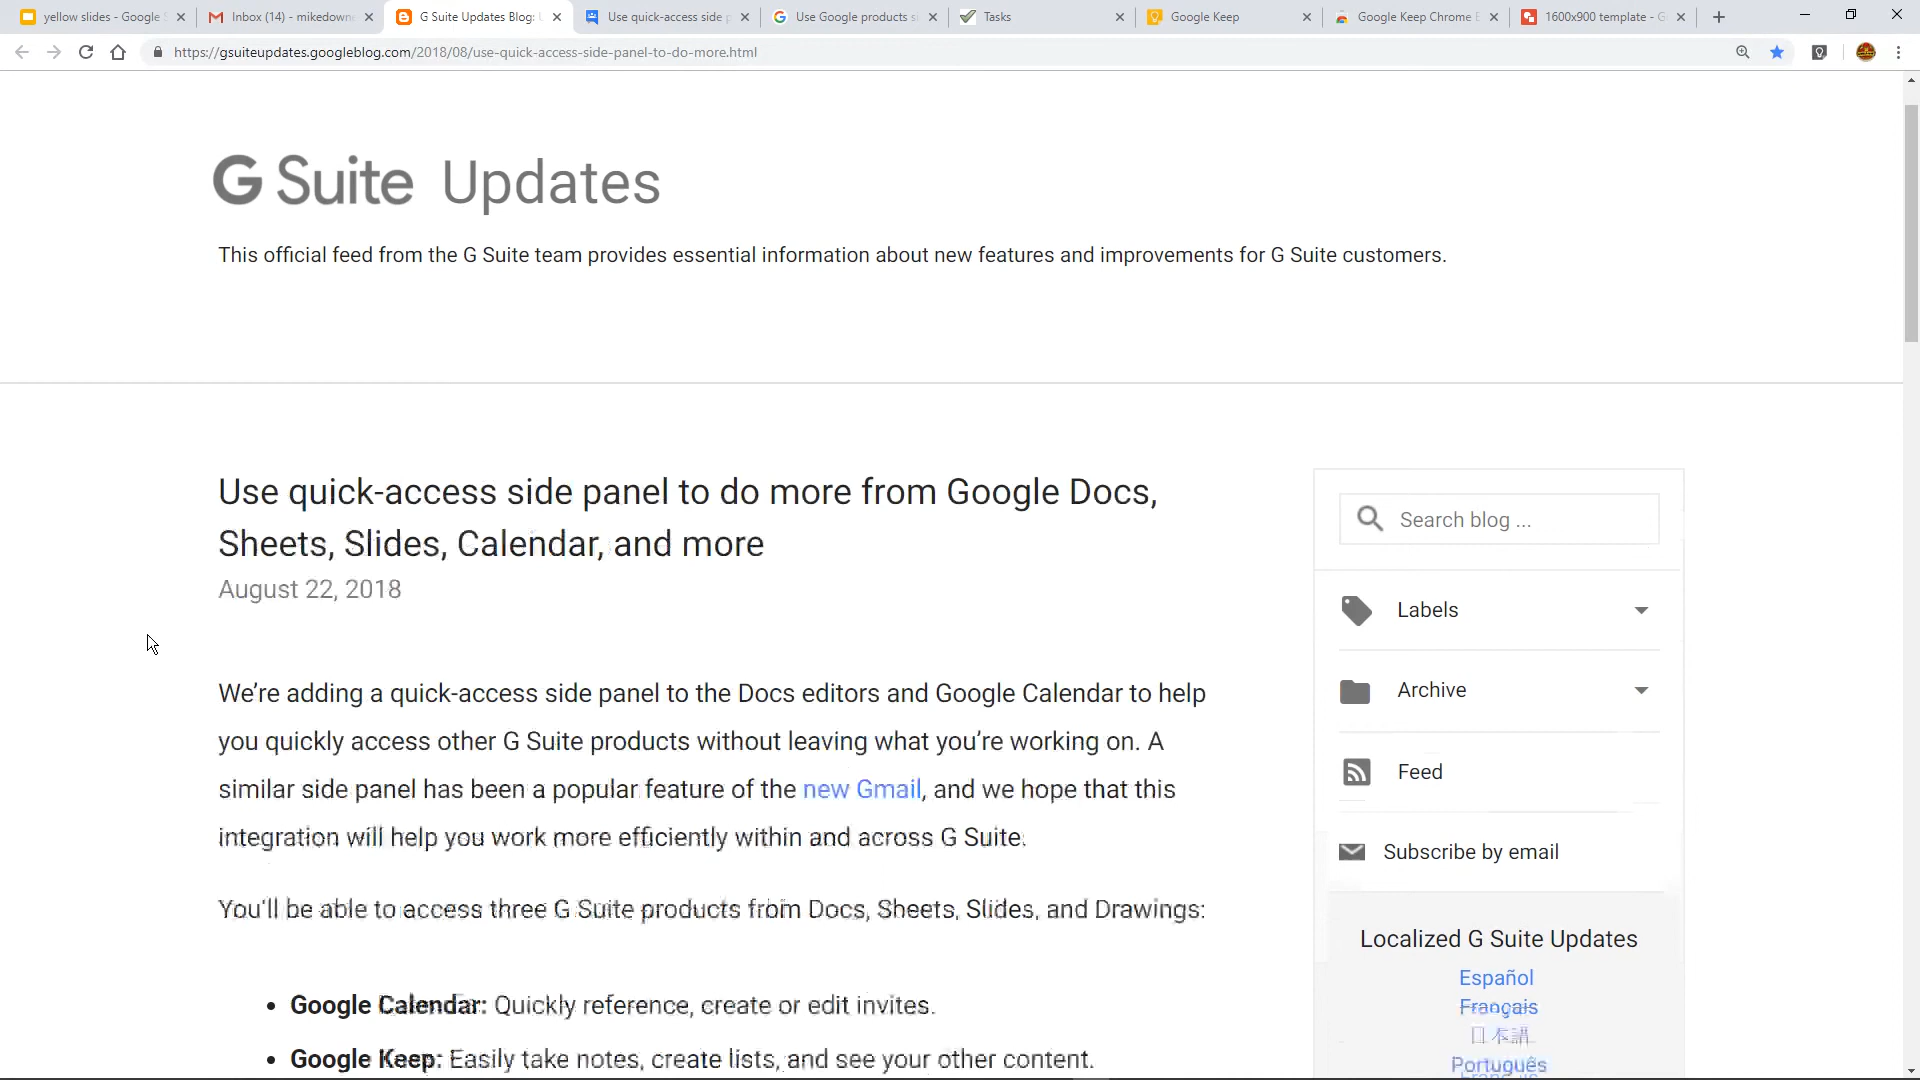 yellow slides - Google S
Inbox (14) - mikedown
G Suite Updates Blog: U
Use quick-access side p
Use Google products si
Tasks
Google Keep
Google Keep Chrome E
1600x900 template - G
https://gsuiteupdates.googleblog.com/2018/08/use-quick-access-side-panel-to-do-more.html
G Suite Updates
This official feed from the G Suite team provides essential information about new features and improvements for G Suite customers.
Use quick-access side panel to do more from Google Docs,
Sheets, Slides, Calendar, and more
August 22, 2018
We’re adding a quick-access side panel to the Docs editors and Google Calendar to help
you quickly access other G Suite products without leaving what you’re working on. A
similar side panel has been a popular feature of the new Gmail, and we hope that this
integration will help you work more efficiently within and across G Suite.
You'll be able to access three G Suite products from Docs, Sheets, Slides, and Drawings:
• Google Calendar: Quickly reference, create or edit invites.
• Google Keep: Easily take notes, create lists, and see your other content.
Search blog ...
Labels
Archive
Feed
Subscribe by email
Localized G Suite Updates
Español
Français
日本語
Português